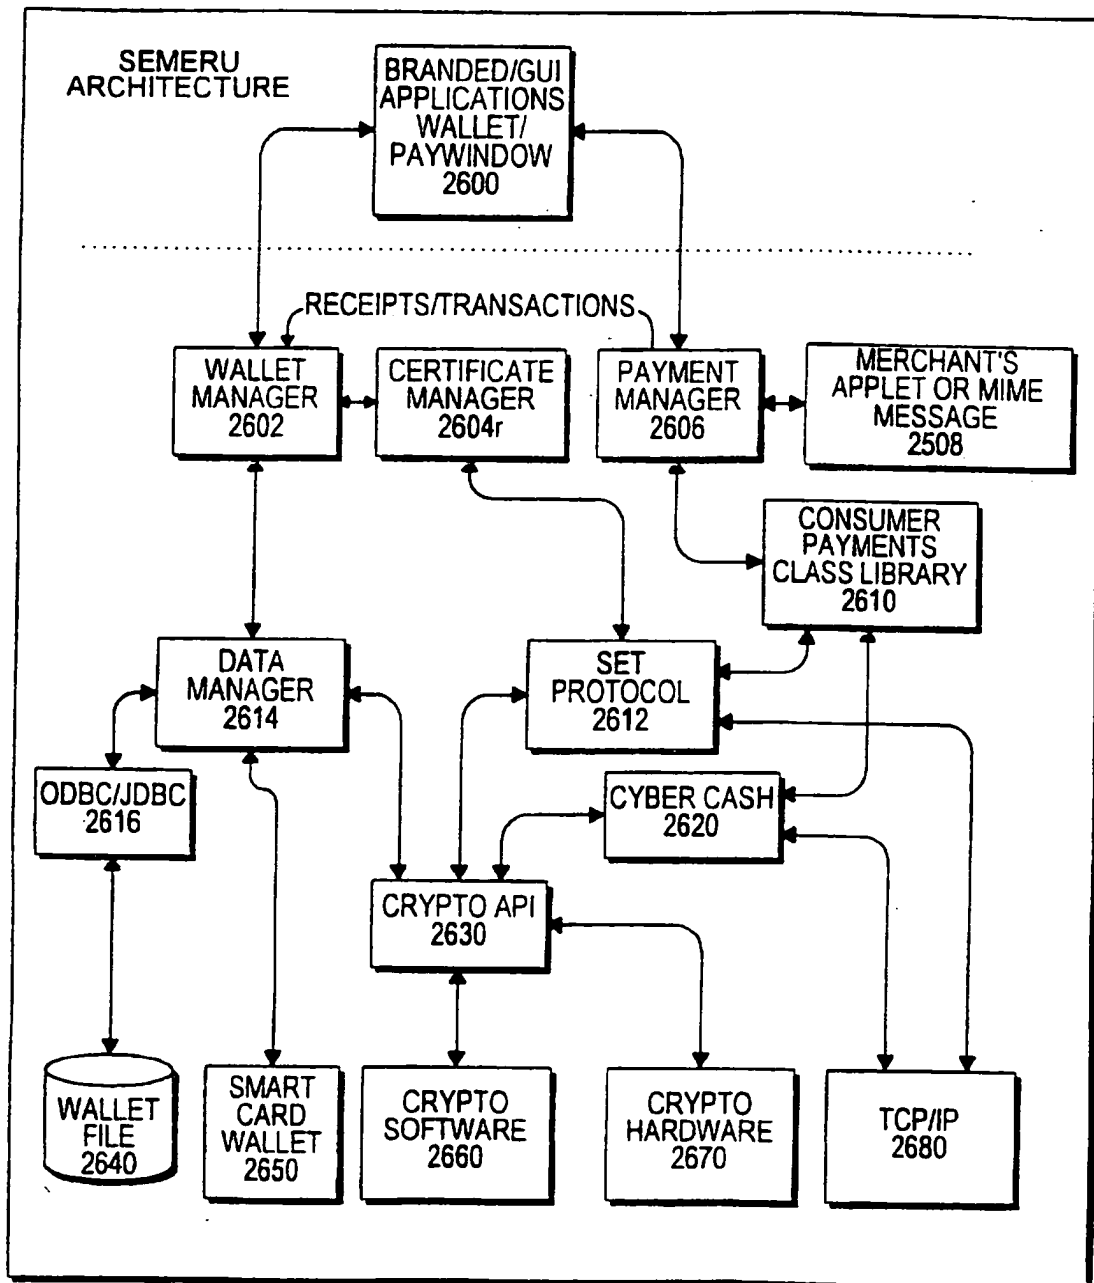 SEMERU
ARCHITECTURE
BRANDED/GUI
APPLICATIONS
WALLET/
PAYWINDOW
2600
RECEIPTS/TRANSACTIONS
WALLET
MANAGER
2602
CERTIFICATE
MANAGER
2604r
PAYMENT
MANAGER
2606
MERCHANT'S
APPLET OR MIME
MESSAGE
2508
CONSUMER
PAYMENTS
CLASS LIBRARY
2610
DATA
MANAGER
2614
SET
PROTOCOL
2612
ODBC/JDBC
2616
CYBER CASH
2620
CRYPTO API
2630
WALLET
FILE
2640
SMART
CARD
WALLET
2650
CRYPTO
SOFTWARE
2660
CRYPTO
HARDWARE
2670
TCP/IP
2680